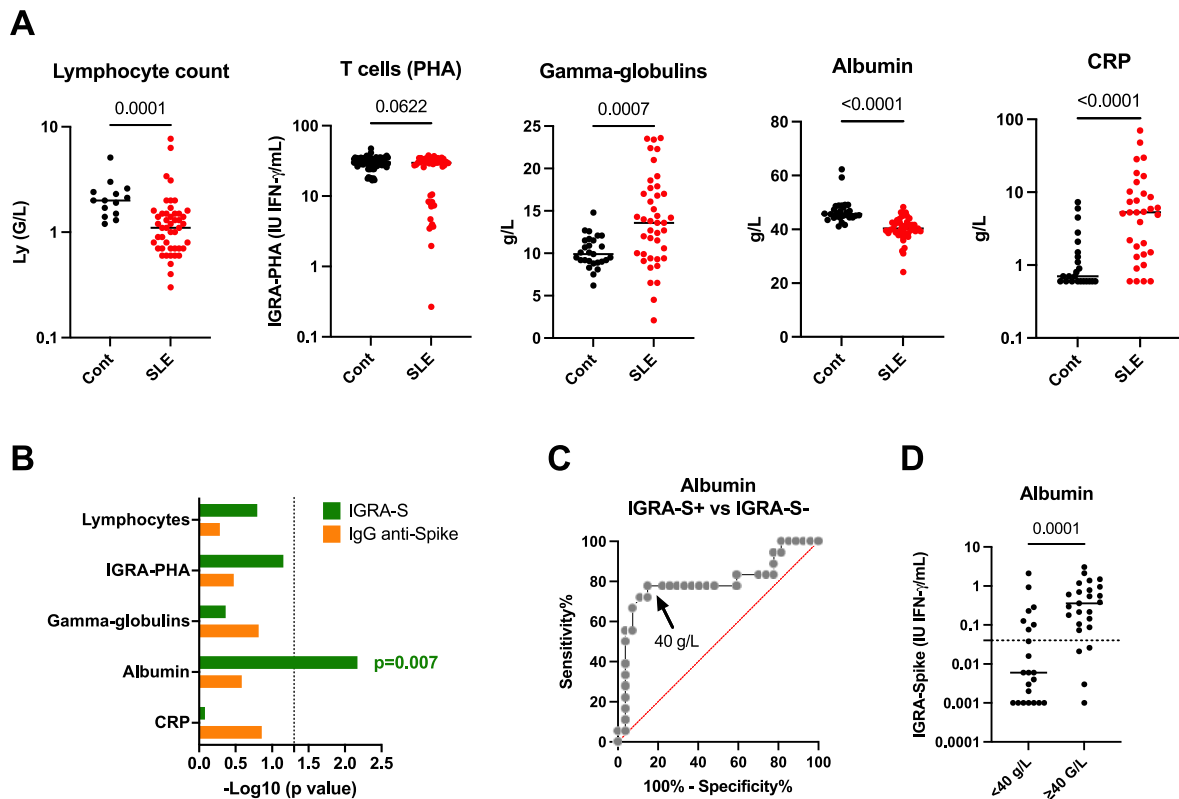 A
Lymphocyte count
0.0001
Ly (G/L)
10
1
0.1
Cont
SLE
T cells (PHA)
0.0622
IGRA-PHA (IU IFN-γ/mL)
100
10
1
0.1
Cont
SLE
Gamma-globulins
0.0007
g/L
25
20
15
10
5
0
Cont
SLE
Albumin
<0.0001
g/L
80
60
40
20
0
Cont
SLE
CRP
<0.0001
g/L
100
10
1
0.1
Cont
SLE
B
Lymphocytes
IGRA-PHA
Gamma-globulins
Albumin
CRP
IGRA-S
IgG anti-Spike
p=0.007
0.0 0.5 1.0 1.5 2.0 2.5
-Log10 (p value)
C
Albumin
IGRA-S+ vs IGRA-S-
Sensitivity%
100
80
60
40
20
0
40 g/L
0 20 40 60 80 100
100% - Specificity%
D
Albumin
0.0001
IGRA-Spike (IU IFN-γ/mL)
10
1
0.1
0.01
0.001
0.0001
<40 g/L
≥40 G/L